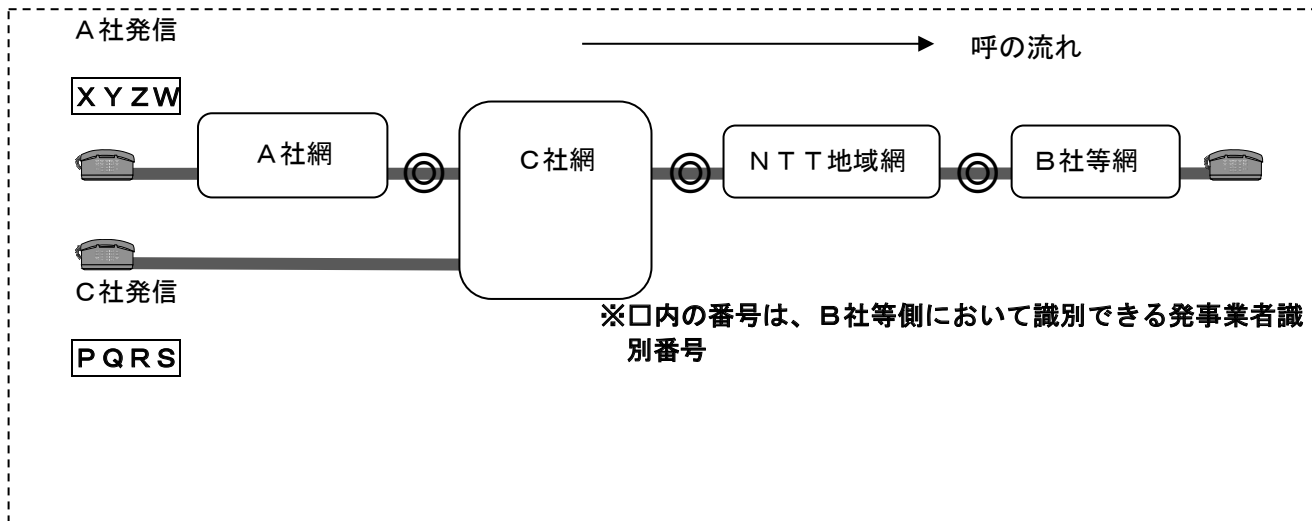 A社発信
呼の流れ
XYZW
A社網
C社網
NTT地域網
B社等網
C社発信
※□内の番号は、B社等側において識別できる発事業者識
別番号
PQRS